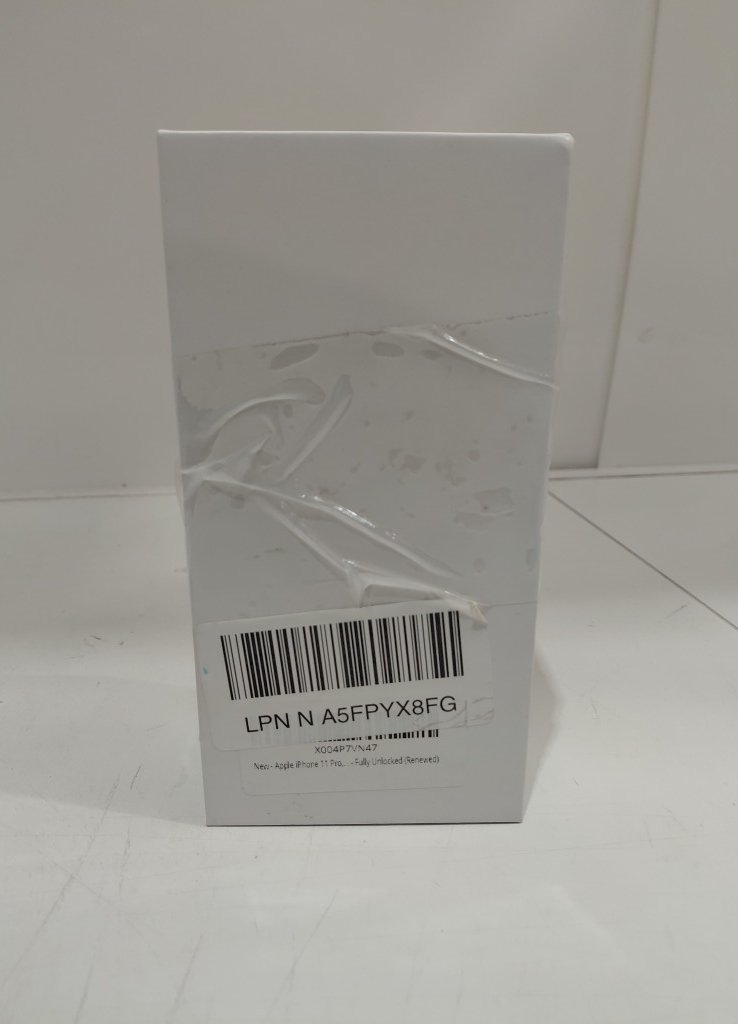 LPN N A5FPYX8FG
X004P7VN47
New - Apple iPhone 11 Pro,... - Fully Unlocked (Renewed)